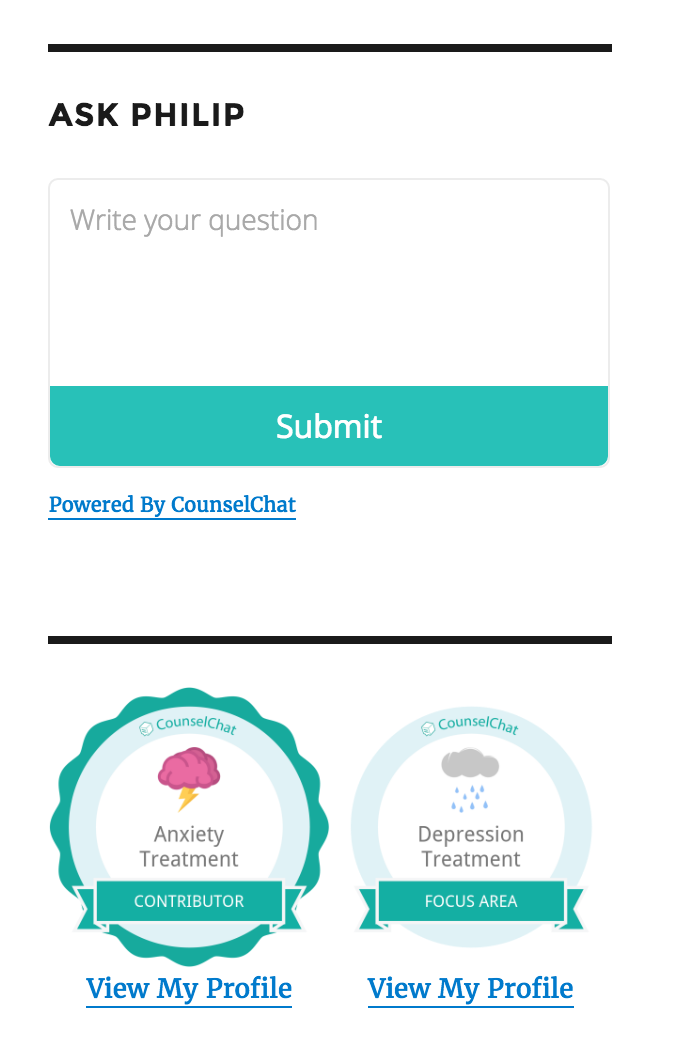 ASK PHILIP
Write your question
Submit
Powered By CounselChat
CounselChat
Anxiety
Treatment
CONTRIBUTOR
View My Profile
CounselChat
Depression
Treatment
FOCUS AREA
View My Profile